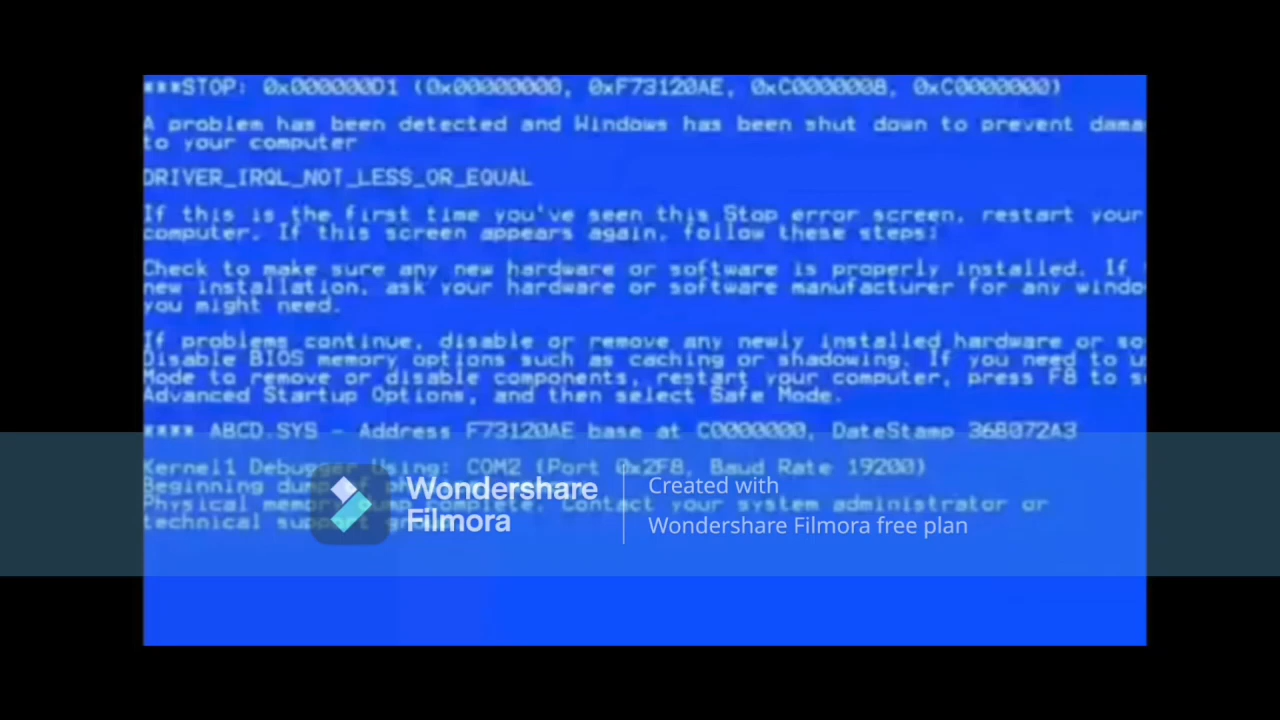 ***STOP: 0x000000D1 (0x00000000, 0xF73120AE, 0xC0000008, 0xC0000000)
A problem has been detected and Windows has been shut down to prevent dama
to your computer
DRIVER_IRQL_NOT_LESS_OR_EQUAL
If this is the first time you've seen this Stop error screen, restart your
computer. If this screen appears again, follow these steps:
Check to make sure any new hardware or software is properly installed. If
new installation, ask your hardware or software manufacturer for any windo
you might need.
If problems continue, disable or remove any newly installed hardware or so
Disable BIOS memory options such as caching or shadowing. If you need to u
Mode to remove or disable components, restart your computer, press F8 to s
Advanced Startup Options, and then select Safe Mode.
**** ABCD.SYS - Address F73120AE base at C0000000, DateStamp 36B072A3
Kernel1 Debugger Using: COM2 (Port 0x2F8, Baud Rate 19200)
Beginning dump of
Physical memory dump complete. Contact your system administrator or
technical support
Wondershare
Filmora
Created with
Wondershare Filmora free plan